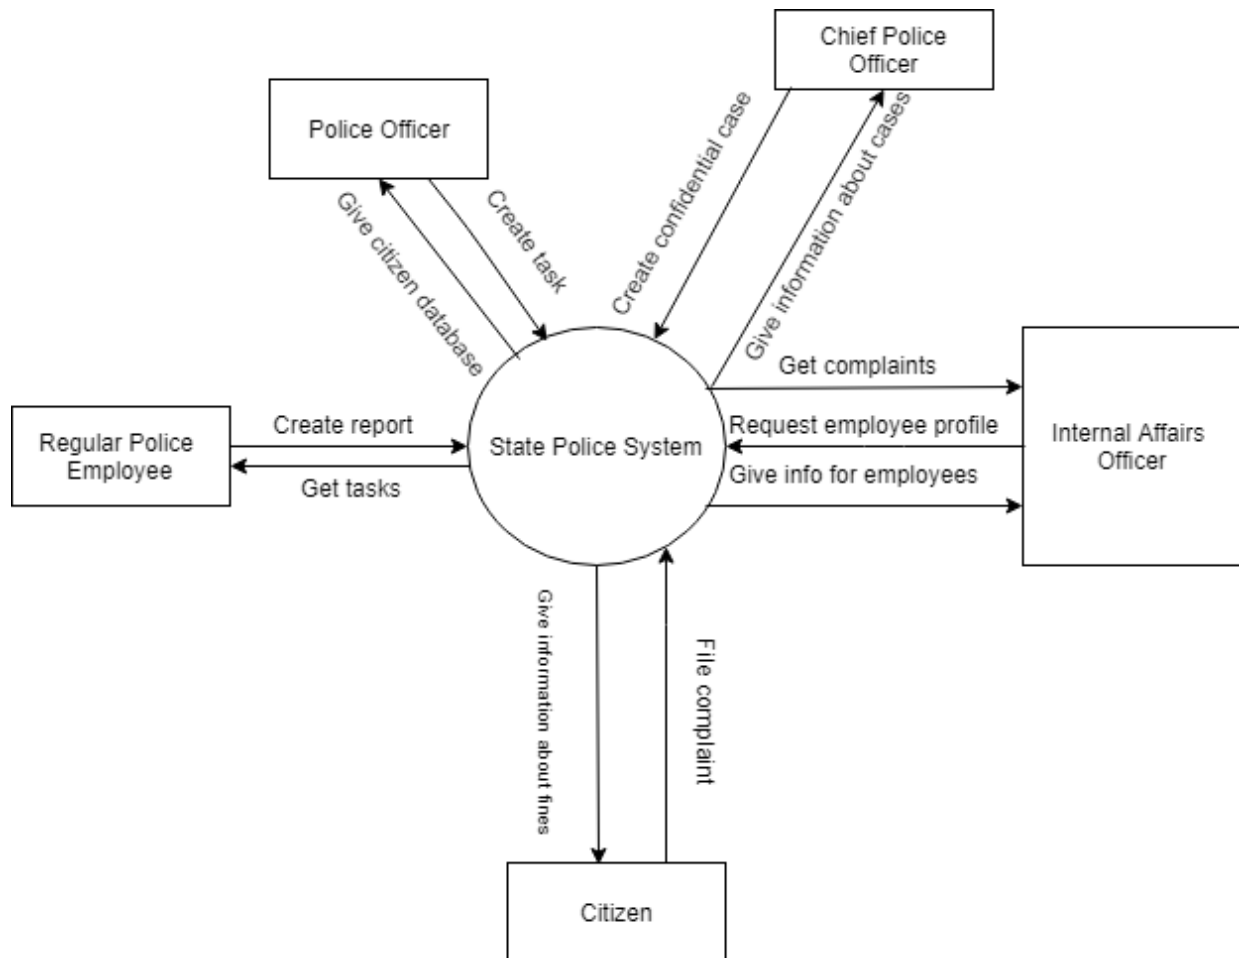 Chief Police
Officer
Police Officer
Give citizen database
Create task
Create confidential case
Give information about cases
Get complaints
Regular Police
Employee
Create report
Get tasks
State Police System
Request employee profile
Give info for employees
Internal Affairs
Officer
Give information about fines
File complaint
Citizen